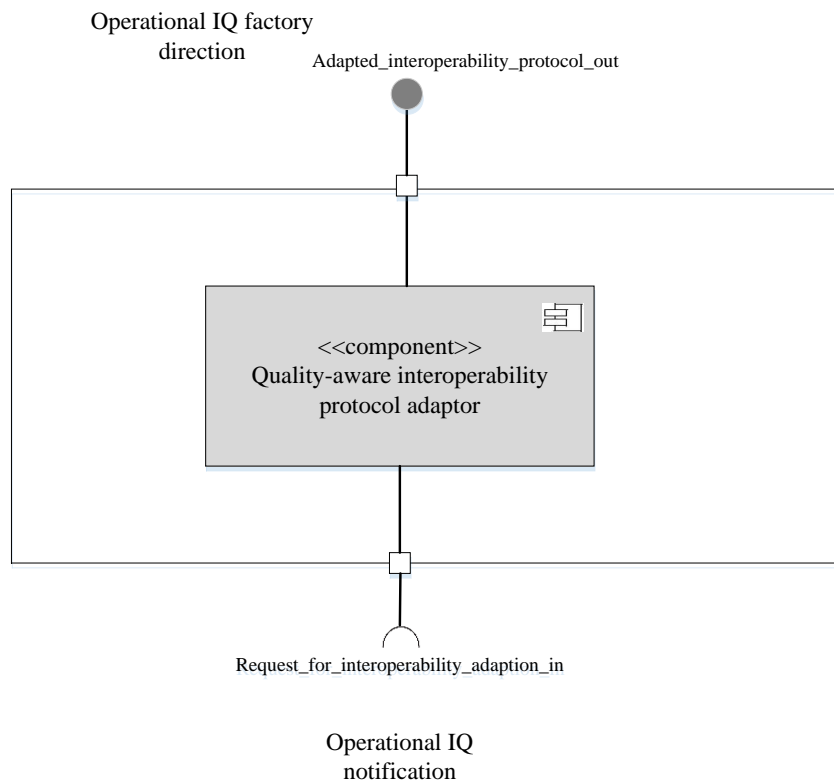 Operational IQ factory
direction
Adapted_interoperability_protocol_out
<<component>>
Quality-aware interoperability
protocol adaptor
Request_for_interoperability_adaption_in
Operational IQ
notification